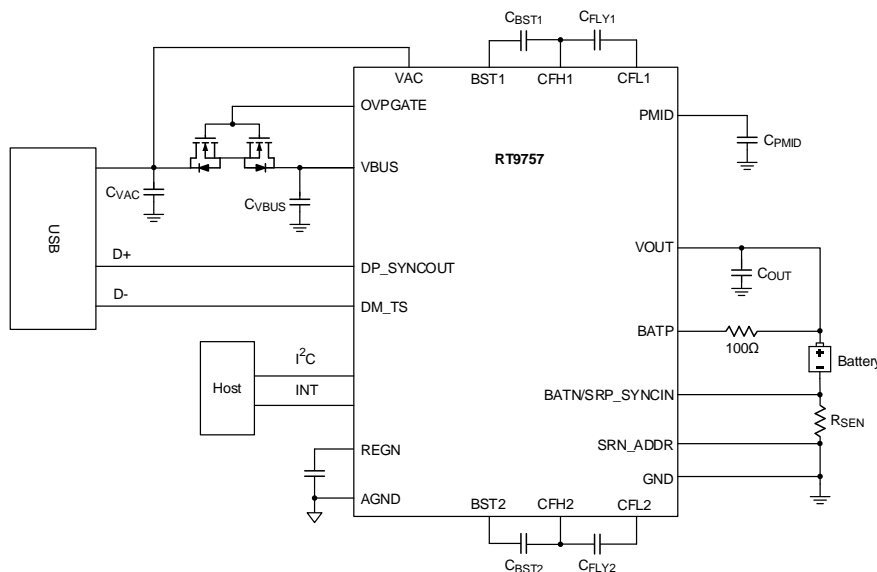 CBST1
CFLY1
VAC
BST1
CFH1
CFL1
OVPGATE
PMID
CPMID
RT9757
VBUS
CVAC
CVBUS
USB
VOUT
COUT
D+
DP_SYNCOUT
D-
DM_TS
BATP
100Ω
Battery
I²C
Host
INT
BATN/SRP_SYNCIN
RSEN
SRN_ADDR
REGN
GND
AGND
BST2
CFH2
CFL2
CBST2
CFLY2